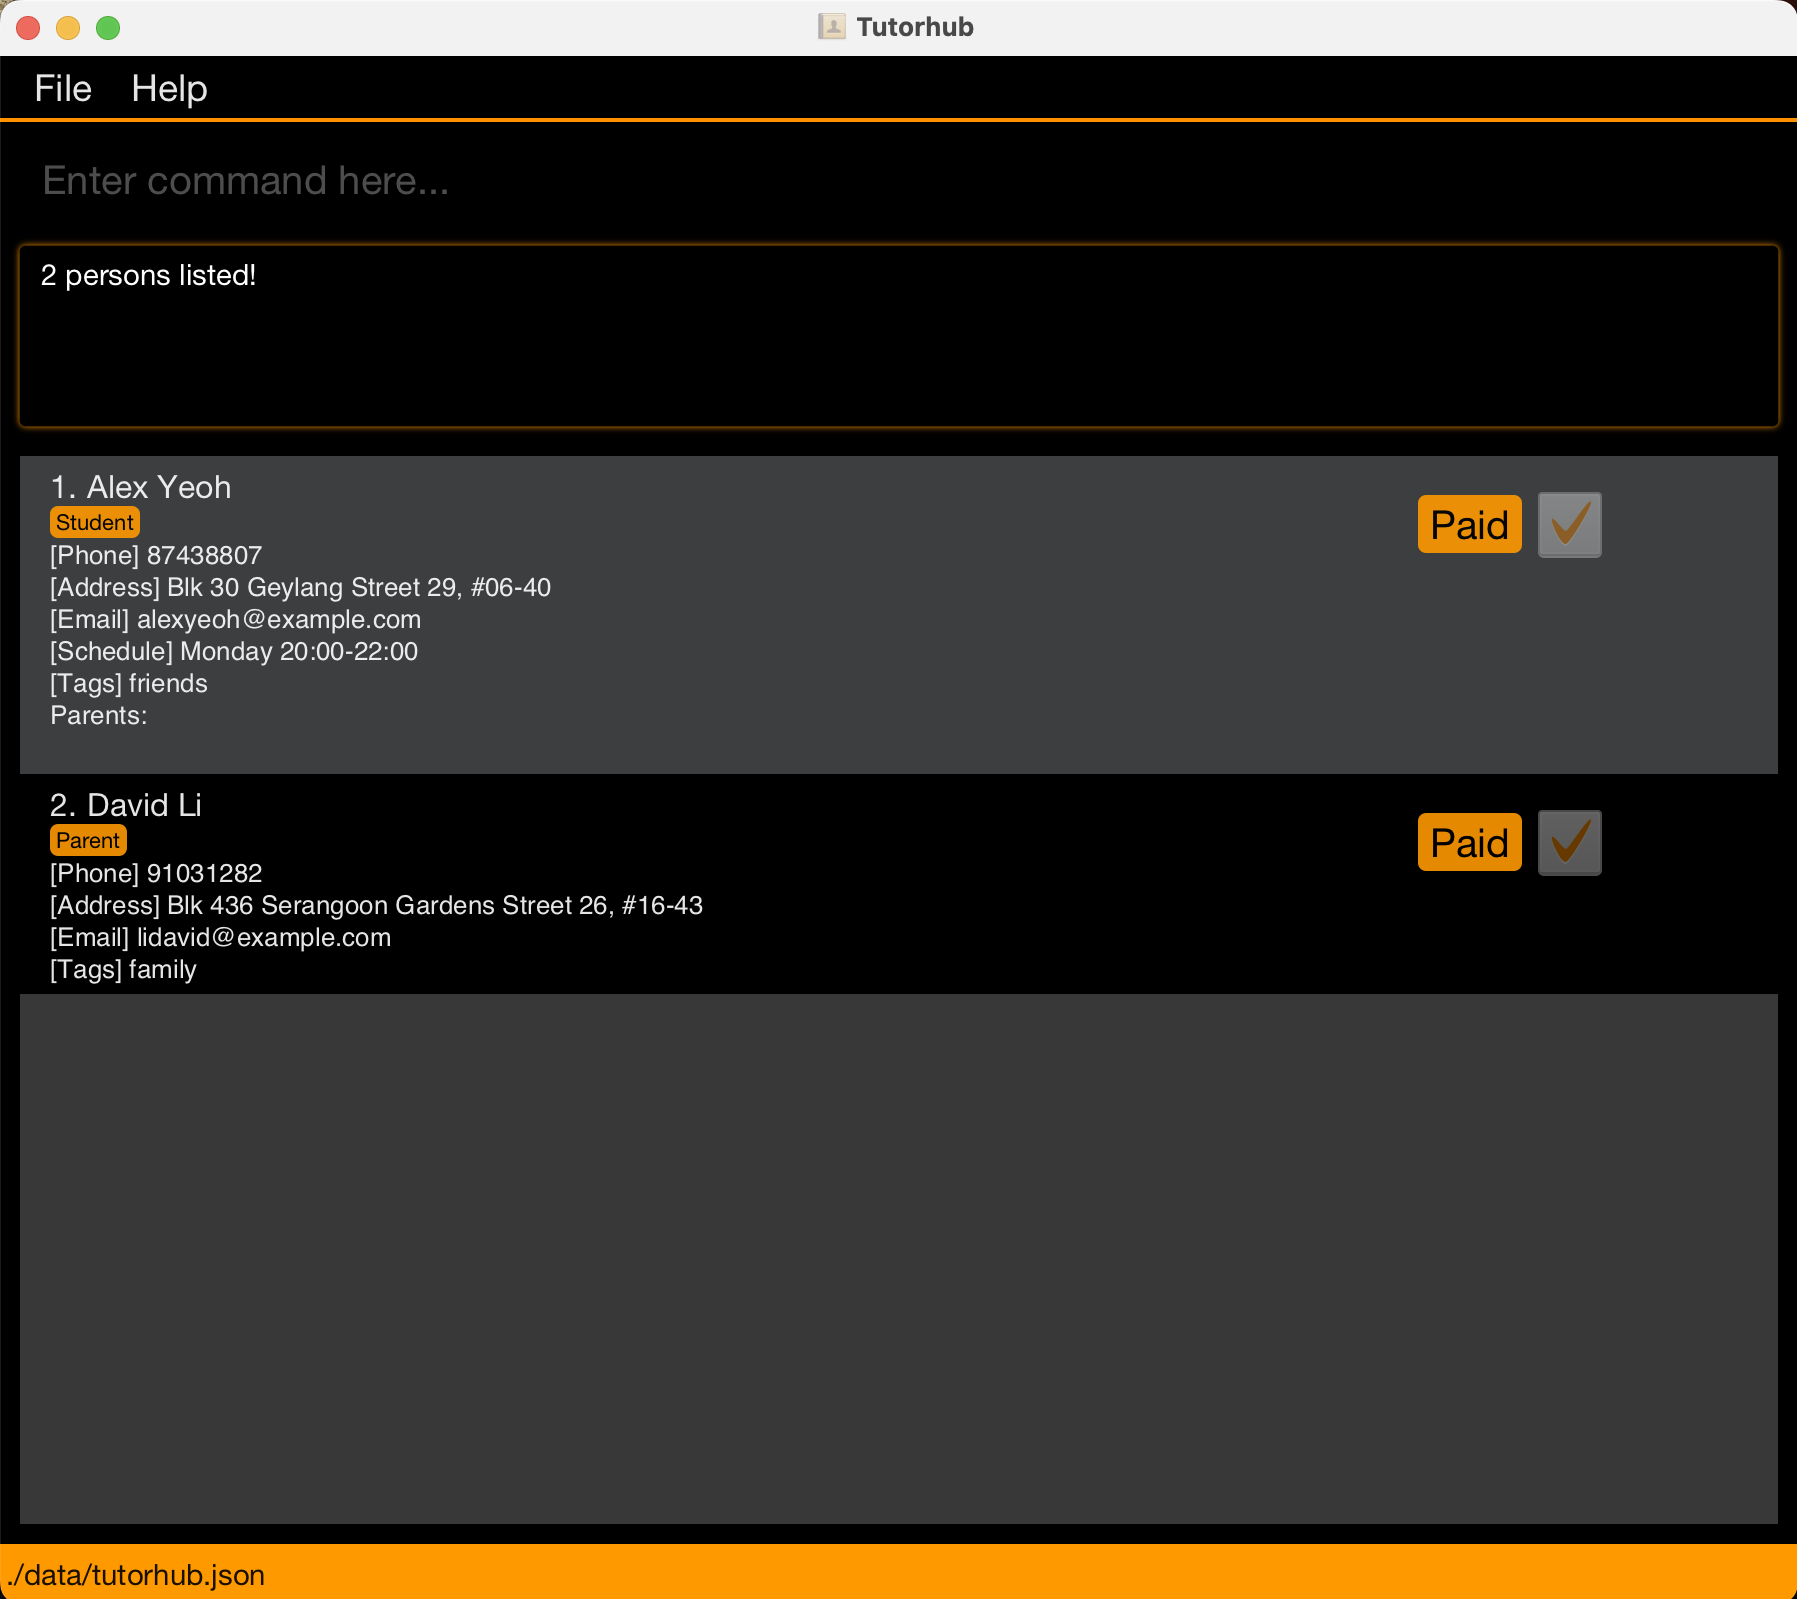 Tutorhub
File Help
Enter command here...
2 persons listed!
1. Alex Yeoh
Student
Paid
[Phone] 87438807
[Address] Blk 30 Geylang Street 29, #06-40
[Email] alexyeoh@example.com
[Schedule] Monday 20:00-22:00
[Tags] friends
Parents:
2. David Li
Parent
Paid
[Phone] 91031282
[Address] Blk 436 Serangoon Gardens Street 26, #16-43
[Email] lidavid@example.com
[Tags] family
./data/tutorhub.json